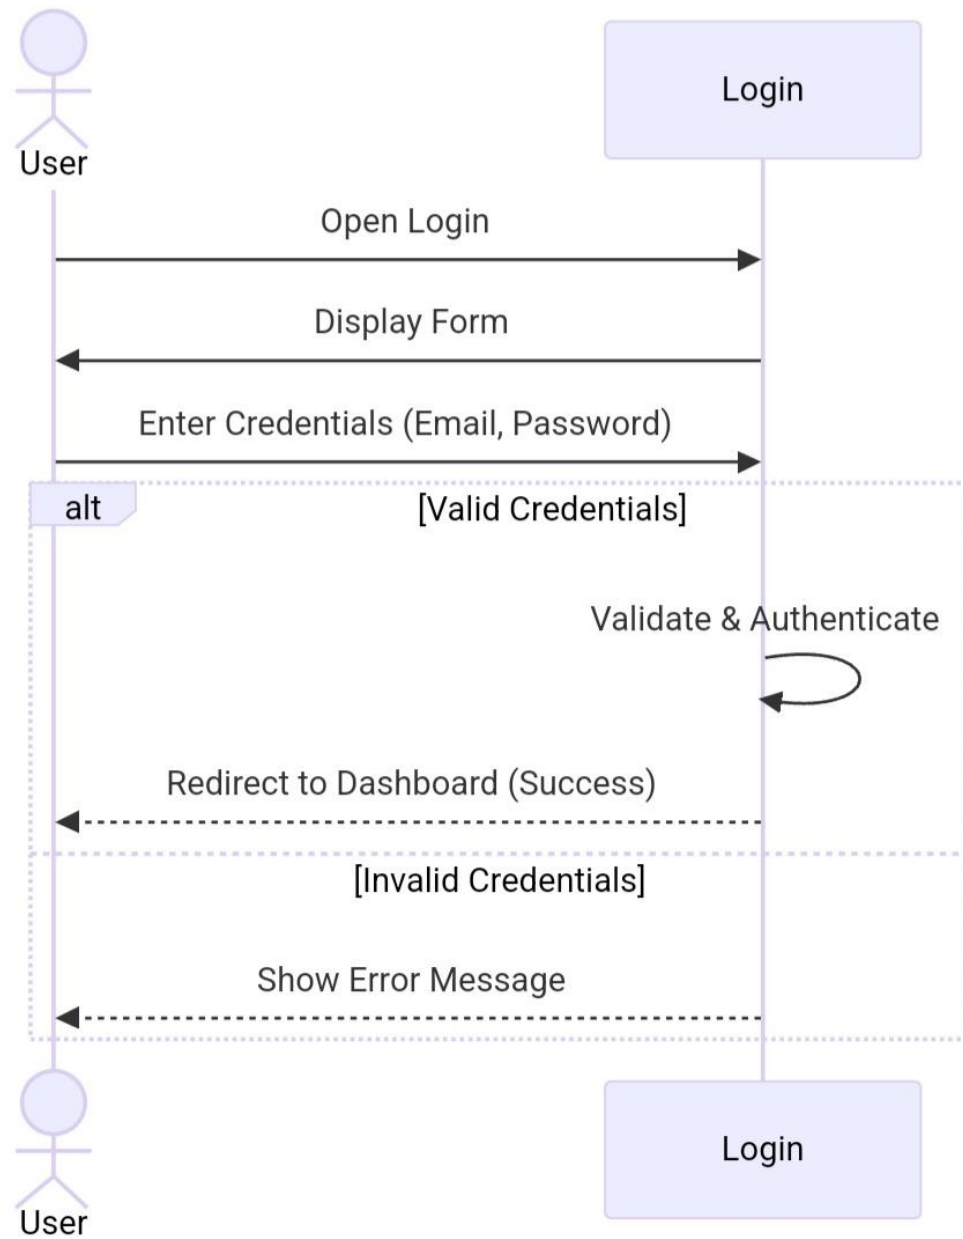 Login
User
Open Login
Display Form
Enter Credentials (Email, Password)
alt
[Valid Credentials]
Validate & Authenticate
Redirect to Dashboard (Success)
[Invalid Credentials]
Show Error Message
Login
User